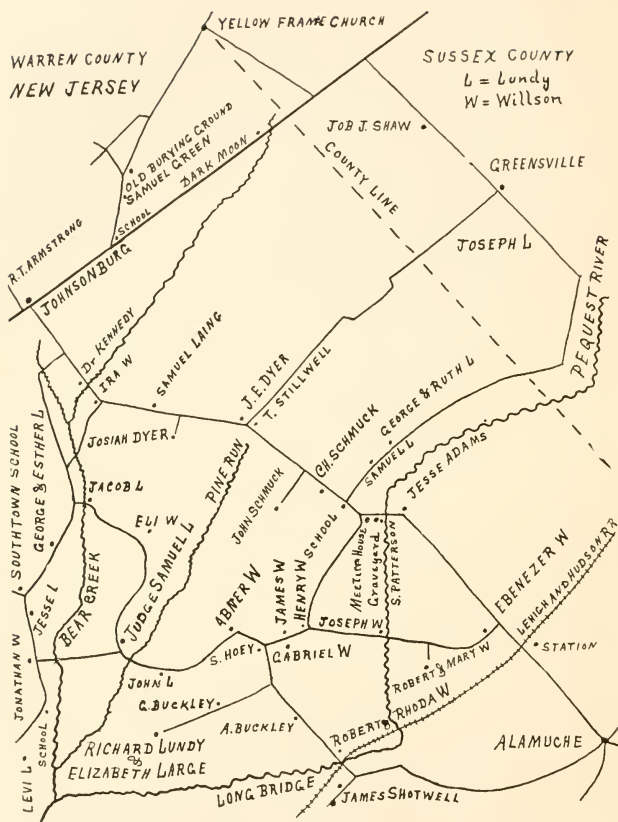 YELLOW FRAME CHURCH
WARREN COUNTY
NEW JERSEY
SUSSEX COUNTY
L = Lundy
W = Willson
JOB J. SHAW
GREENSVILLE
OLD BURYING GROUND
SAMUEL GREEN
DARK MOON
COUNTY LINE
SCHOOL
R.T. ARMSTRONG
JOHNSONBURG
JOSEPH L
PEQUEST RIVER
Dr KENNEDY
IRA W
SAMUEL LAING
J.E. DYER
T. STILLWELL
GEORGE & RUTH L
CH. SCHMUCK
SAMUEL L
JESSE ADAMS
JOSIAH DYER
SOUTHTOWN SCHOOL
GEORGE & ESTHER L
JACOB L
PINE RUN
JOHN SCHMUCK
SCHOOL
ELI W
MEETING HOUSE
Graveyard
S. PATTERSON
EBENEZER W
LEHIGH AND HUDSON R R
JESSE L
BEAR CREEK
JUDGE SAMUEL L
ABNER W
JAMES W
HENRY W
JOSEPH W
STATION
JONATHAN W
S. HOEY
GABRIEL W
ROBERT & MARY W
JOHN L
G. BUCKLEY
A. BUCKLEY
ROBERT & RHODA W
SCHOOL
LEVI L
RICHARD LUNDY
&
ELIZABETH LARGE
ALAMUCHE
LONG BRIDGE
JAMES SHOTWELL